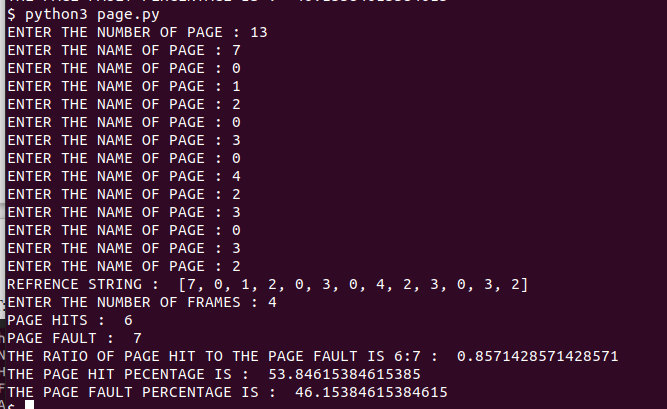 $ python3 page.py
ENTER THE NUMBER OF PAGE : 13
ENTER THE NAME OF PAGE : 7
ENTER THE NAME OF PAGE : 0
ENTER THE NAME OF PAGE : 1
ENTER THE NAME OF PAGE : 2
ENTER THE NAME OF PAGE : 0
ENTER THE NAME OF PAGE : 3
ENTER THE NAME OF PAGE : 0
ENTER THE NAME OF PAGE : 4
ENTER THE NAME OF PAGE : 2
ENTER THE NAME OF PAGE : 3
ENTER THE NAME OF PAGE : 0
ENTER THE NAME OF PAGE : 3
ENTER THE NAME OF PAGE : 2
REFRENCE STRING :  [7, 0, 1, 2, 0, 3, 0, 4, 2, 3, 0, 3, 2]
ENTER THE NUMBER OF FRAMES : 4
PAGE HITS :  6
PAGE FAULT :  7
THE RATIO OF PAGE HIT TO THE PAGE FAULT IS 6:7 :  0.8571428571428571
THE PAGE HIT PECENTAGE IS :  53.84615384615385
THE PAGE FAULT PERCENTAGE IS :  46.15384615384615